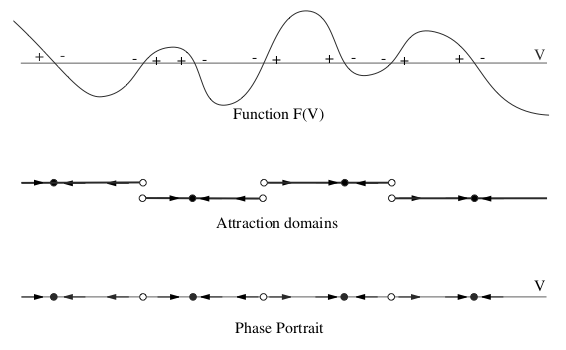 V
+ - - + + - - + + - - + + -
Function F(V)
Attraction domains
V
Phase Portrait